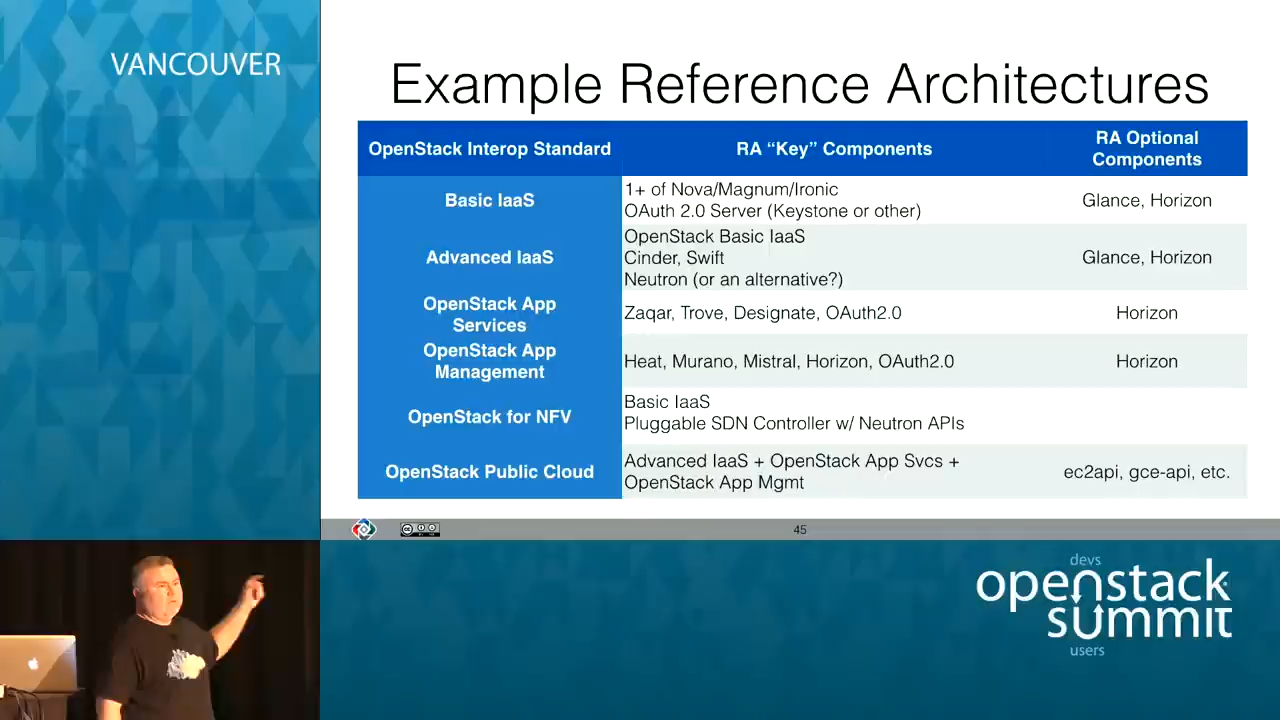 VANCOUVER
Example Reference Architectures
OpenStack Interop Standard
RA “Key” Components
RA Optional
Components
Basic IaaS
1+ of Nova/Magnum/Ironic
OAuth 2.0 Server (Keystone or other)
Glance, Horizon
Advanced IaaS
OpenStack Basic IaaS
Cinder, Swift
Neutron (or an alternative?)
Glance, Horizon
OpenStack App
Services
Zaqar, Trove, Designate, OAuth2.0
Horizon
OpenStack App
Management
Heat, Murano, Mistral, Horizon, OAuth2.0
Horizon
OpenStack for NFV
Basic IaaS
Pluggable SDN Controller w/ Neutron APIs
OpenStack Public Cloud
Advanced IaaS + OpenStack App Svcs +
OpenStack App Mgmt
ec2api, gce-api, etc.
45
devs
openstack
summit
users